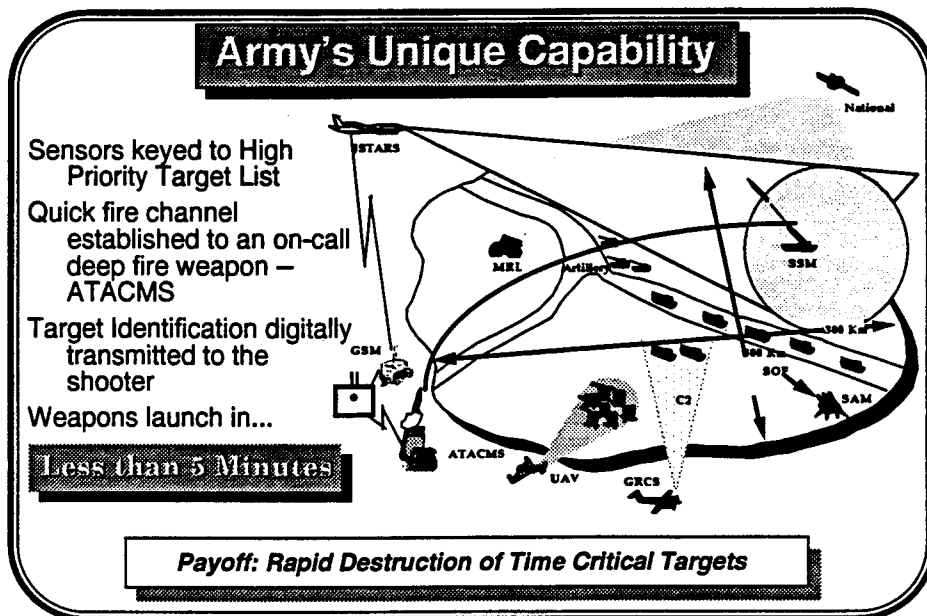 Army's Unique Capability
Sensors keyed to High
Priority Target List
Quick fire channel
established to an on-call
deep fire weapon –
ATACMS
Target Identification digitally
transmitted to the
shooter
Weapons launch in...
Less than 5 Minutes
National
JSTARS
MRL
Artillery
SSM
300 Km
GSM
SOF
C2
SAM
ATACMS
UAV
GRCS
Payoff: Rapid Destruction of Time Critical Targets